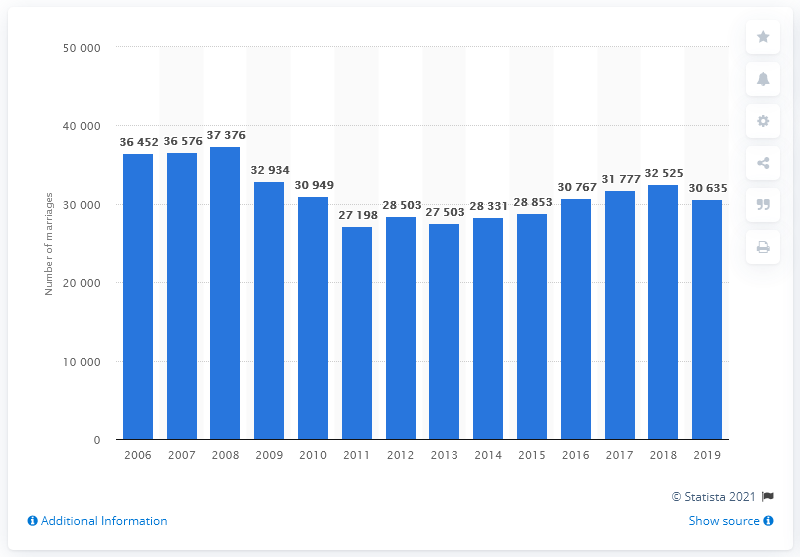 50 000
40 000
30 000
20 000
10 000
0
Number of marriages
36 452 36 576 37 376 32 934 30 949 27 198 28 503 27 503 28 331 28 853 30 767 31 777 32 525 30 635
2006 2007 2008 2009 2010 2011 2012 2013 2014 2015 2016 2017 2018 2019
© Statista 2021
Additional Information
Show source